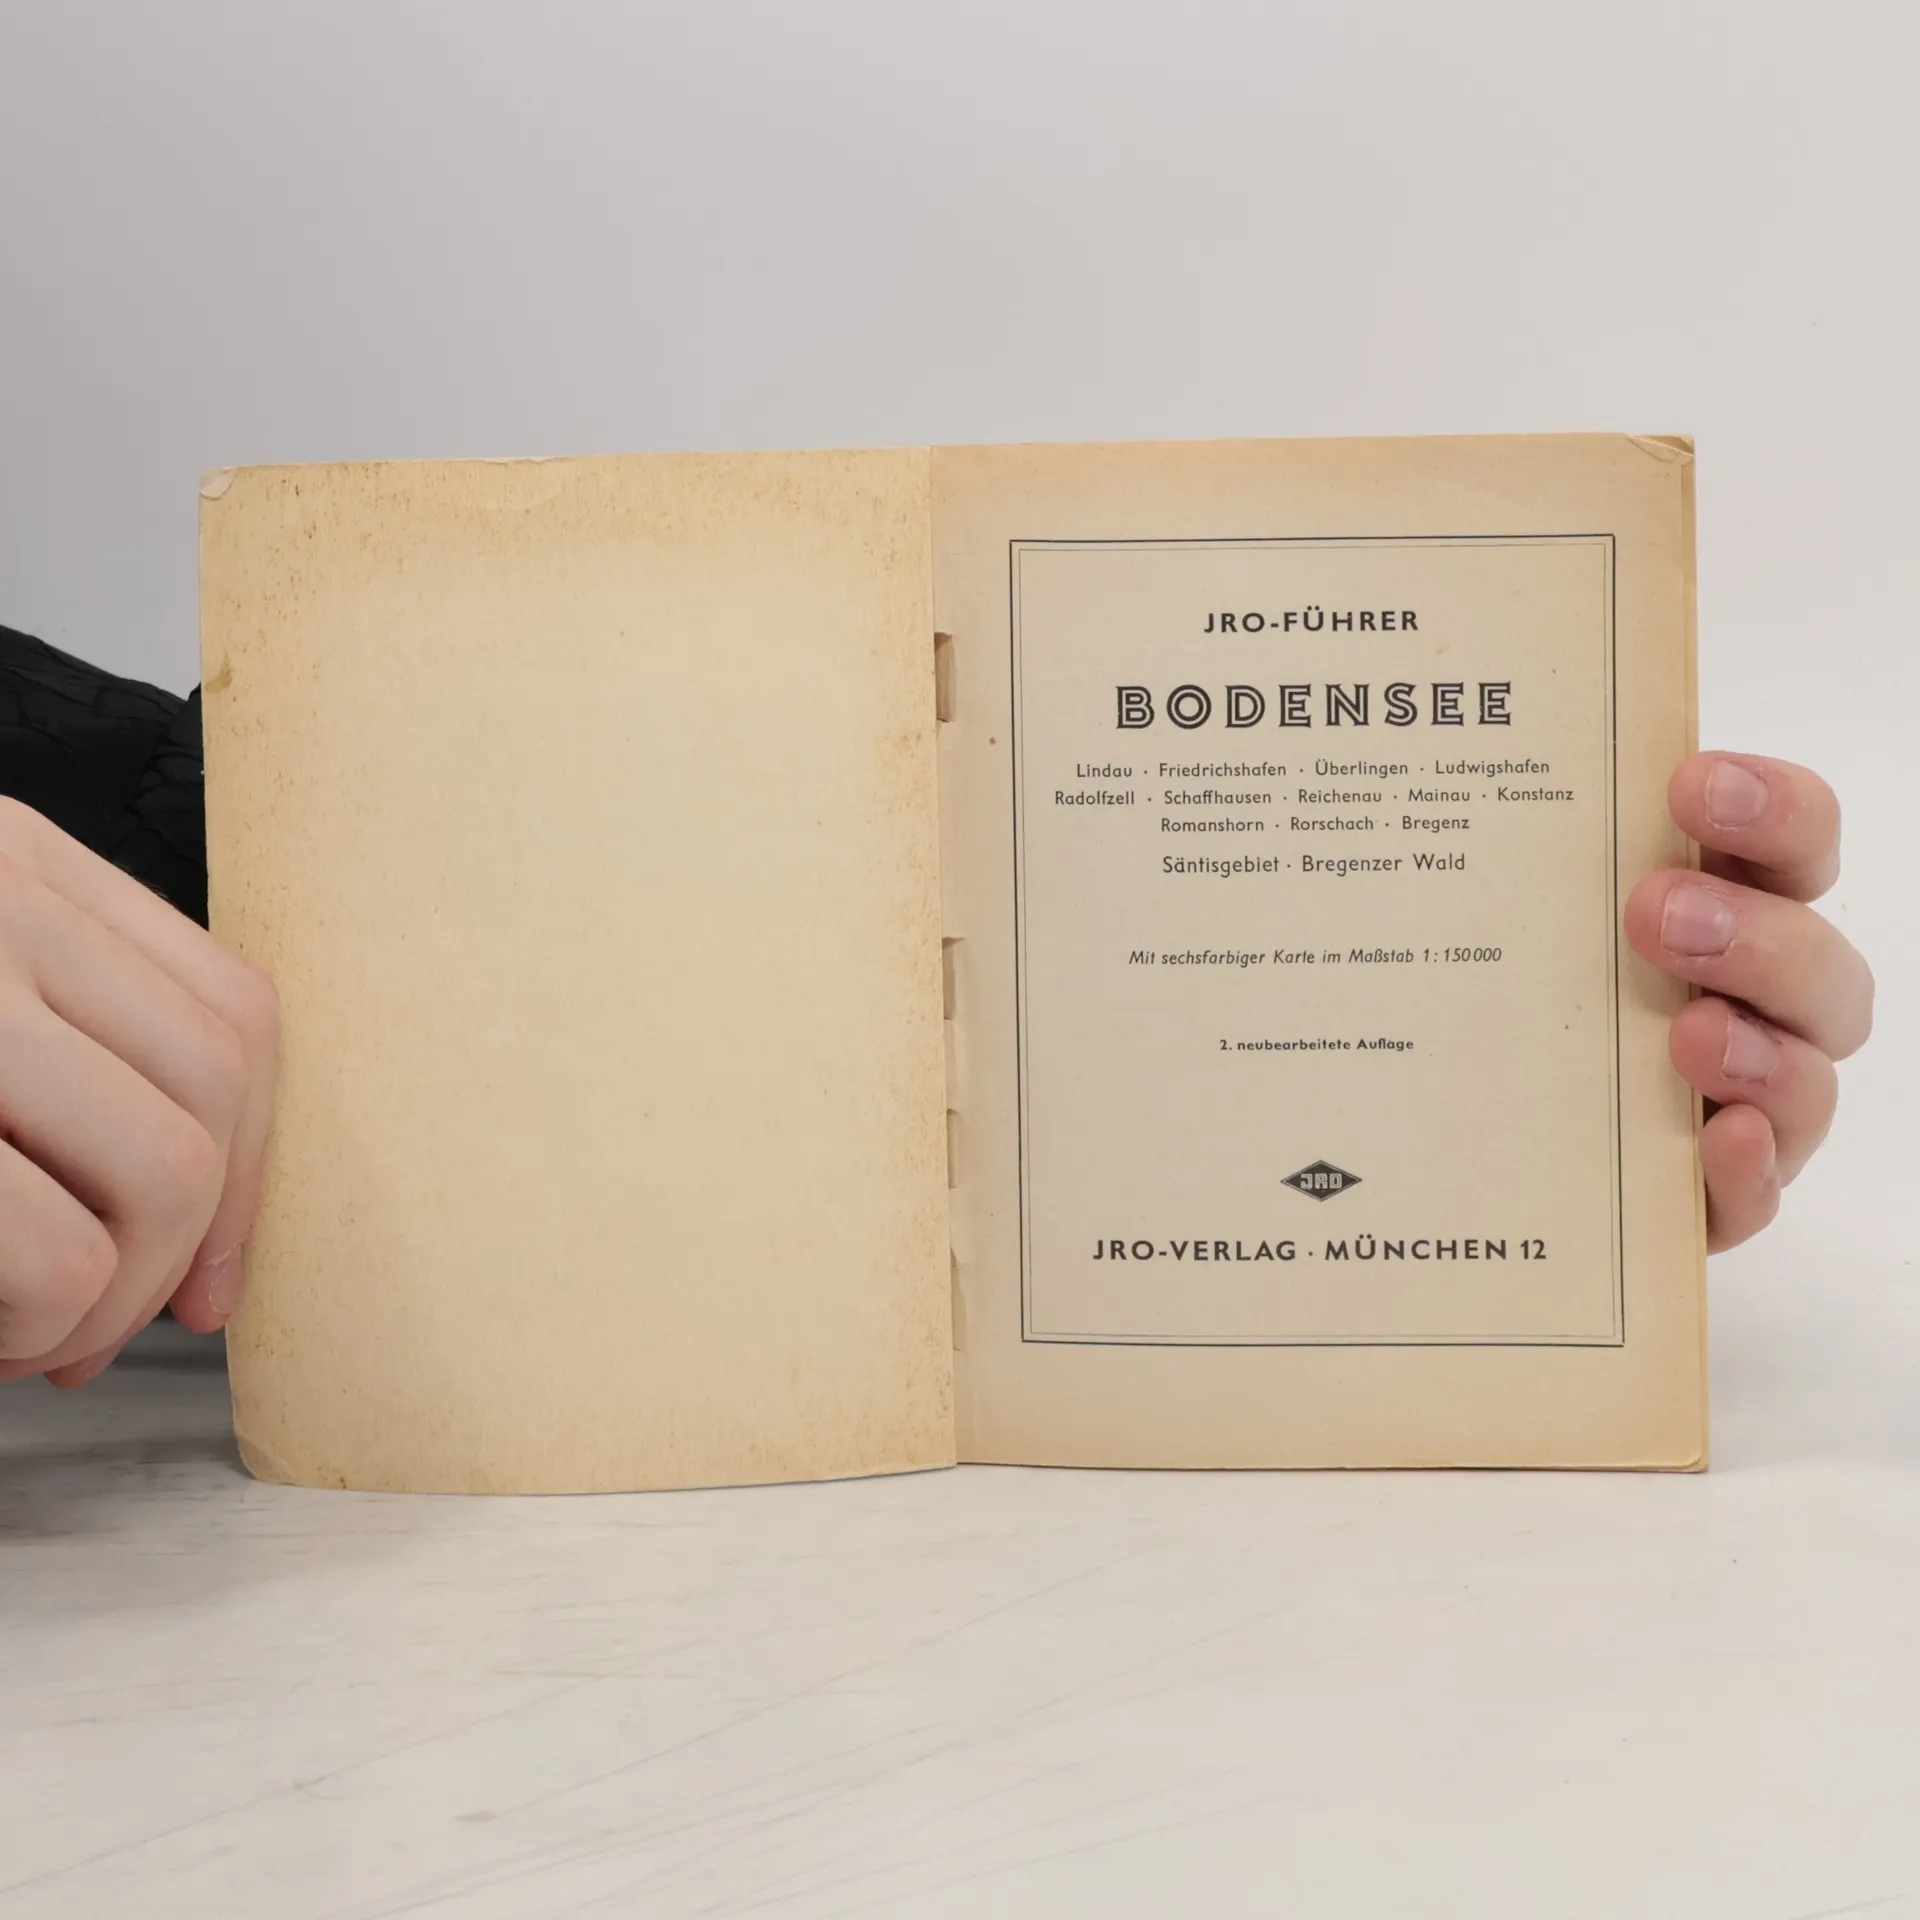 JRO-FÜHRER
BODENSEE
Lindau · Friedrichshafen · Überlingen · Ludwigshafen
Radolfzell · Schaffhausen · Reichenau · Mainau · Konstanz
Romanshorn · Rorschach · Bregenz
Säntisgebiet · Bregenzer Wald
Mit sechsfarbiger Karte im Maßstab 1:150000
2. neubearbeitete Auflage
JRO
JRO-VERLAG · MÜNCHEN 12